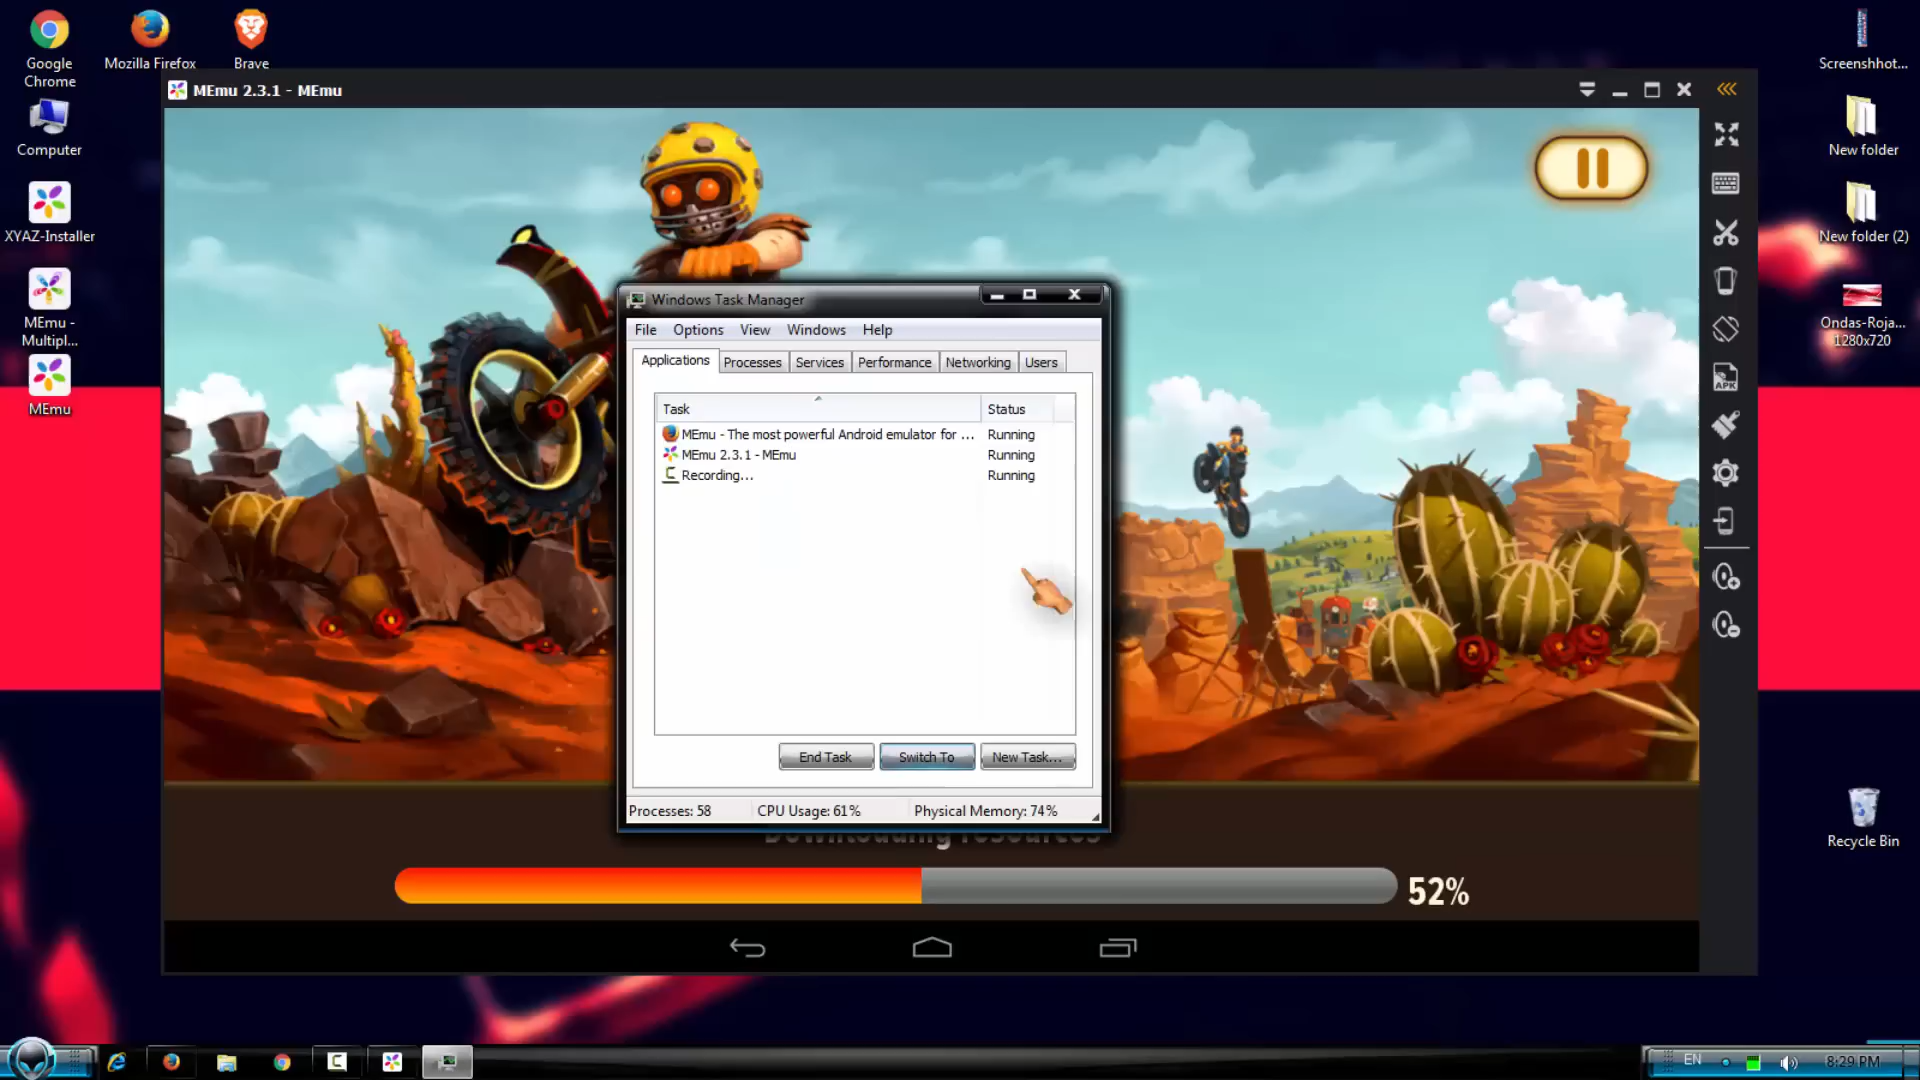 Google
Chrome
Mozilla Firefox
Brave
Computer
XYAZ-Installer
MEmu -
Multipl...
MEmu
MEmu 2.3.1 - MEmu
Screenshhot...
New folder
New folder (2)
Ondas-Roja...
1280x720
Recycle Bin
APK
Windows Task Manager
File Options View Windows Help
Applications Processes Services Performance Networking Users
Task Status
MEmu - The most powerful Android emulator for ... Running
MEmu 2.3.1 - MEmu Running
Recording... Running
End Task Switch To New Task...
Processes: 58 CPU Usage: 61% Physical Memory: 74%
Downloading resources
52%
EN 8:29 PM